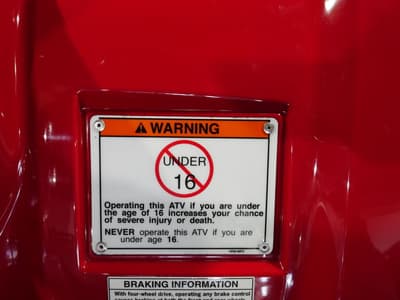 WARNING
UNDER
16
Operating this ATV if you are under
the age of 16 increases your chance
of severe injury or death.
NEVER operate this ATV if you are
under age 16.
BRAKING INFORMATION
With four-wheel drive, operating any brake control